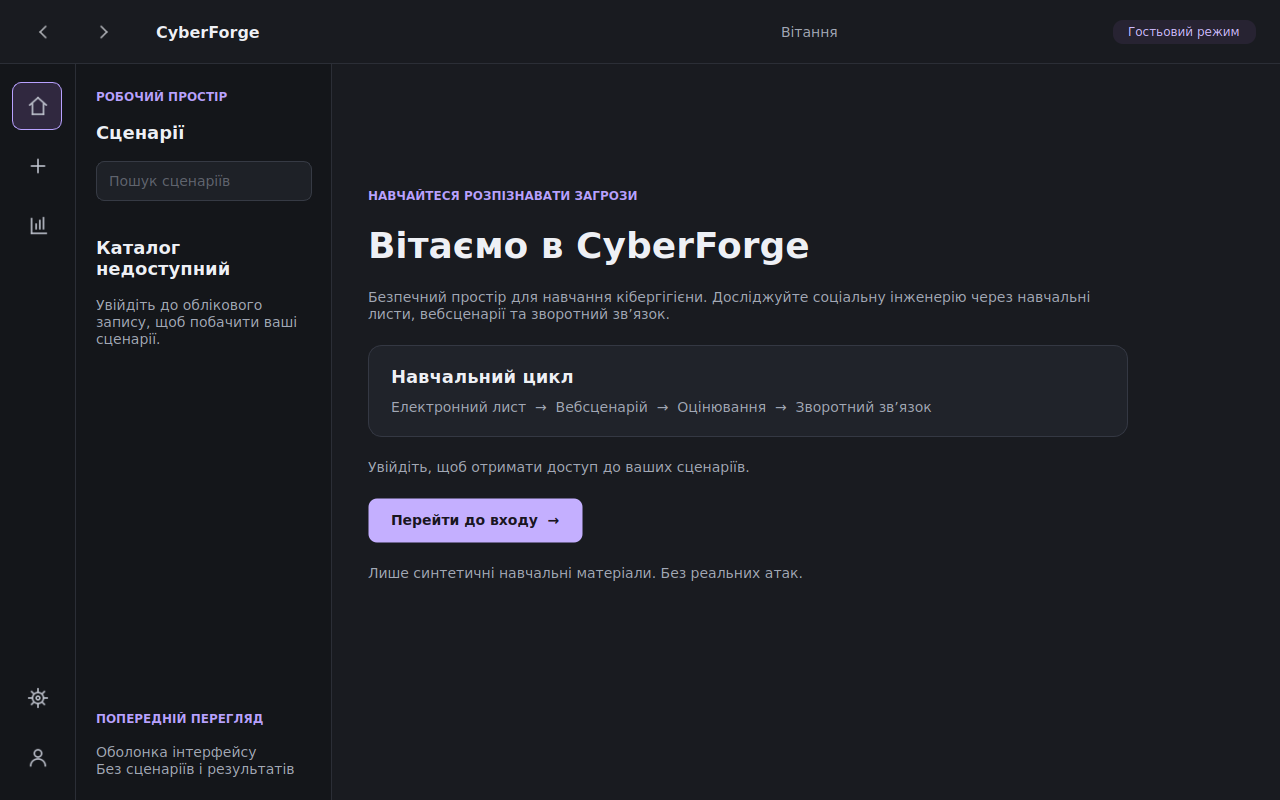 CyberForge
Вітання
Гостьовий режим
РОБОЧИЙ ПРОСТІР
Сценарії
Пошук сценаріїв
Каталог
недоступний
Увійдіть до облікового
запису, щоб побачити ваші
сценарії.
ПОПЕРЕДНІЙ ПЕРЕГЛЯД
Оболонка інтерфейсу
Без сценаріїв і результатів
НАВЧАЙТЕСЯ РОЗПІЗНАВАТИ ЗАГРОЗИ
Вітаємо в CyberForge
Безпечний простір для навчання кібергігієни. Досліджуйте соціальну інженерію через навчальні
листи, вебсценарії та зворотний зв’язок.
Навчальний цикл
Електронний лист → Вебсценарій → Оцінювання → Зворотний зв’язок
Увійдіть, щоб отримати доступ до ваших сценаріїв.
Перейти до входу →
Лише синтетичні навчальні матеріали. Без реальних атак.